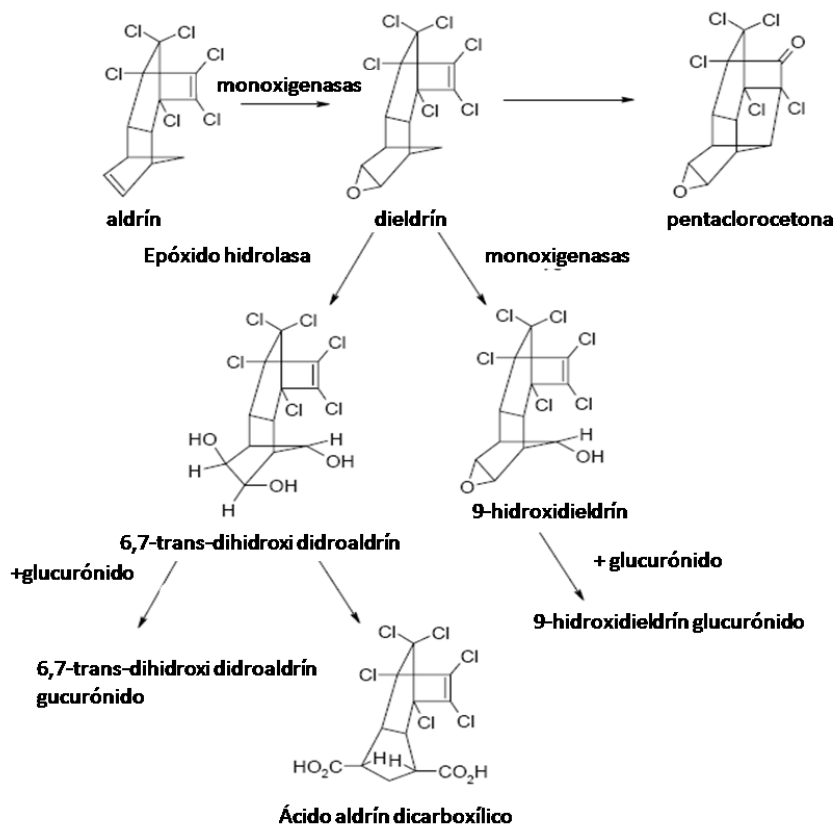 Cl
Cl
Cl
Cl
Cl
Cl
monoxigenasas
Cl
Cl
Cl
Cl
Cl
Cl
O
Cl
Cl
Cl
O
Cl
Cl
O
aldrín
dieldrín
pentaclorocetona
Epóxido hidrolasa
monoxigenasas
Cl
Cl
Cl
Cl
Cl
Cl
HO
H
H
OH
OH
H
Cl
Cl
Cl
Cl
Cl
Cl
H
OH
O
9-hidroxidieldrín
6,7-trans-dihidroxi didroaldrín
+glucurónido
+ glucurónido
9-hidroxidieldrín glucurónido
6,7-trans-dihidroxi didroaldrín
gucurónido
Cl
Cl
Cl
Cl
Cl
Cl
HO2C
H
H
CO2H
Ácido aldrín dicarboxílico